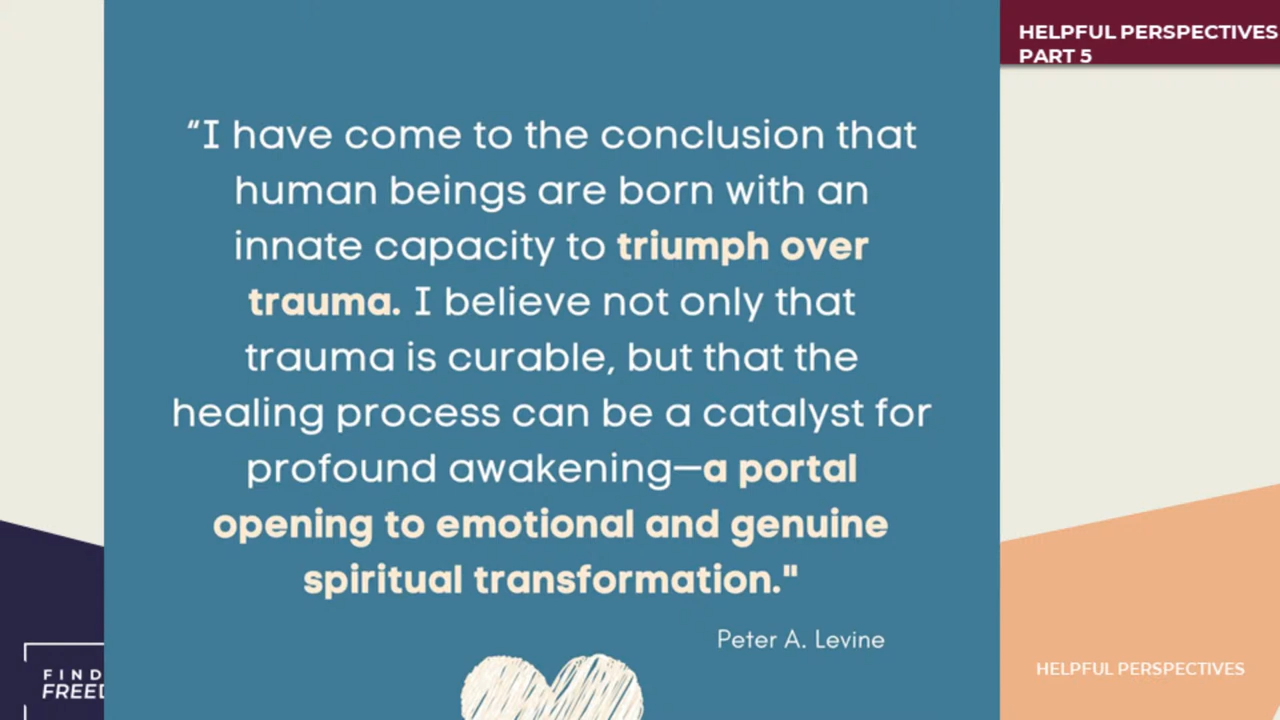 HELPFUL PERSPECTIVES
PART 5
“I have come to the conclusion that
human beings are born with an
innate capacity to triumph over
trauma. I believe not only that
trauma is curable, but that the
healing process can be a catalyst for
profound awakening—a portal
opening to emotional and genuine
spiritual transformation."
Peter A. Levine
FIND
HELPFUL PERSPECTIVES